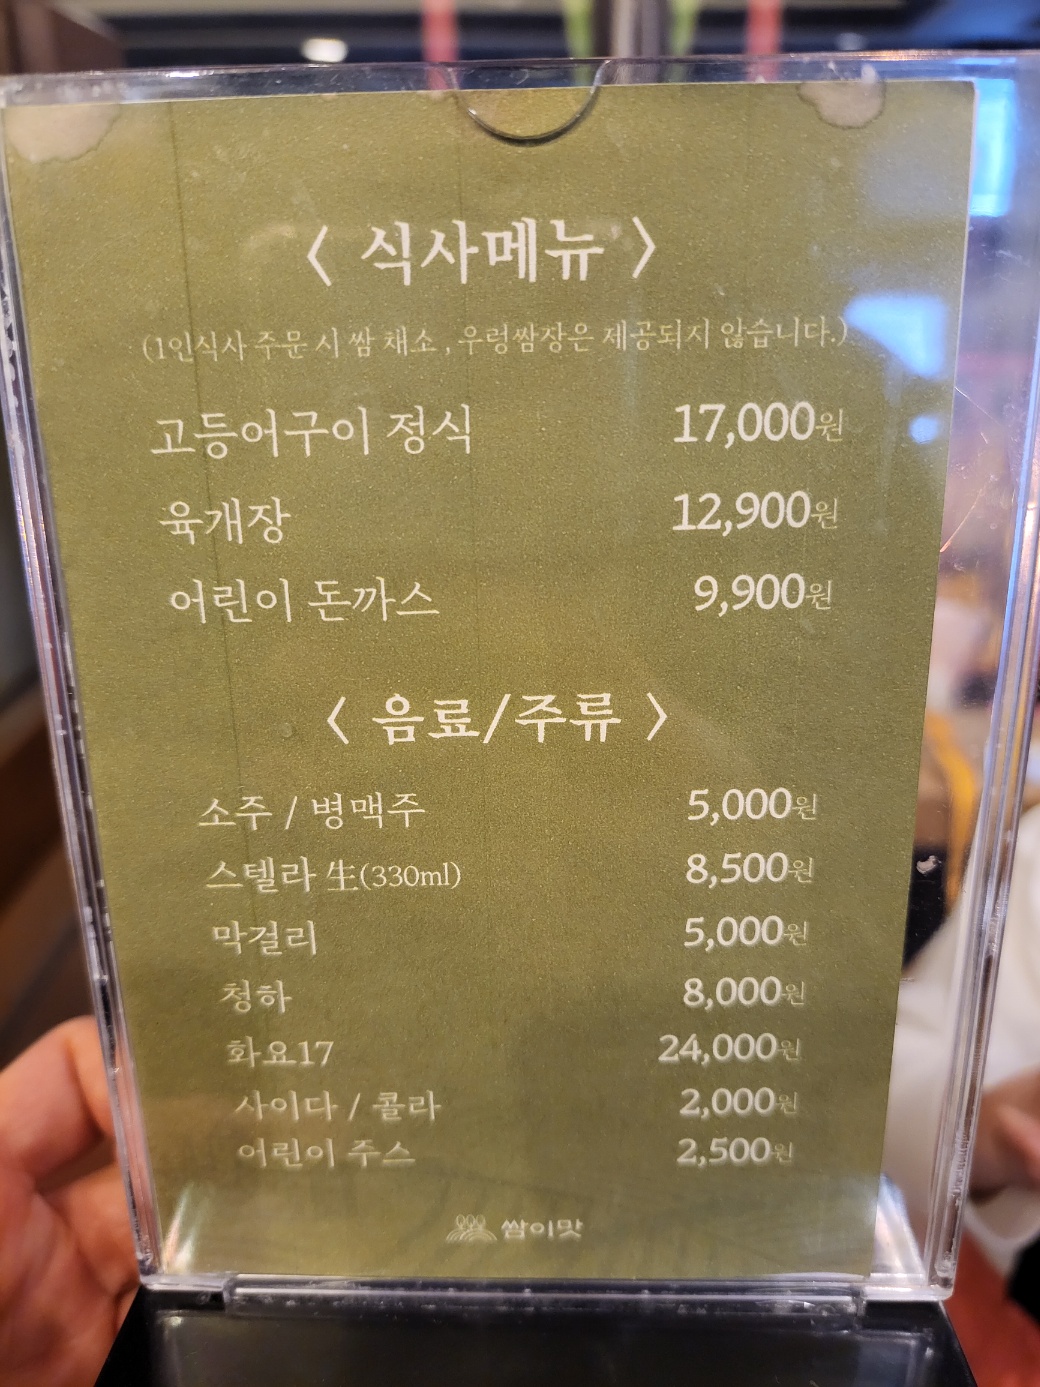 〈 식사메뉴 〉
(1인식사 주문 시 쌈 채소 , 우렁쌈장은 제공되지 않습니다.)
고등어구이 정식 17,000원
육개장 12,900원
어린이 돈까스 9,900원
〈 음료/주류 〉
소주 / 병맥주 5,000원
스텔라 生(330ml) 8,500원
막걸리 5,000원
청하 8,000원
화요17 24,000원
사이다 / 콜라 2,000원
어린이 주스 2,500원
쌈이맛